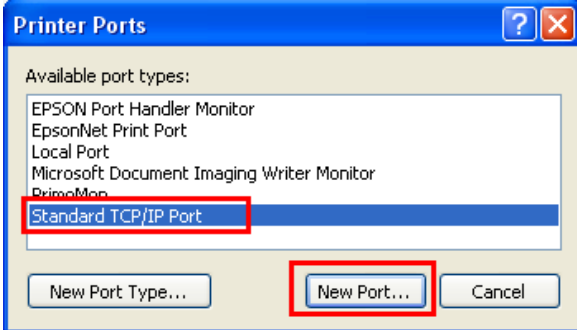 Printer Ports
Available port types:
EPSON Port Handler Monitor
EpsonNet Print Port
Local Port
Microsoft Document Imaging Writer Monitor
PrimoMon
Standard TCP/IP Port
New Port Type... New Port... Cancel